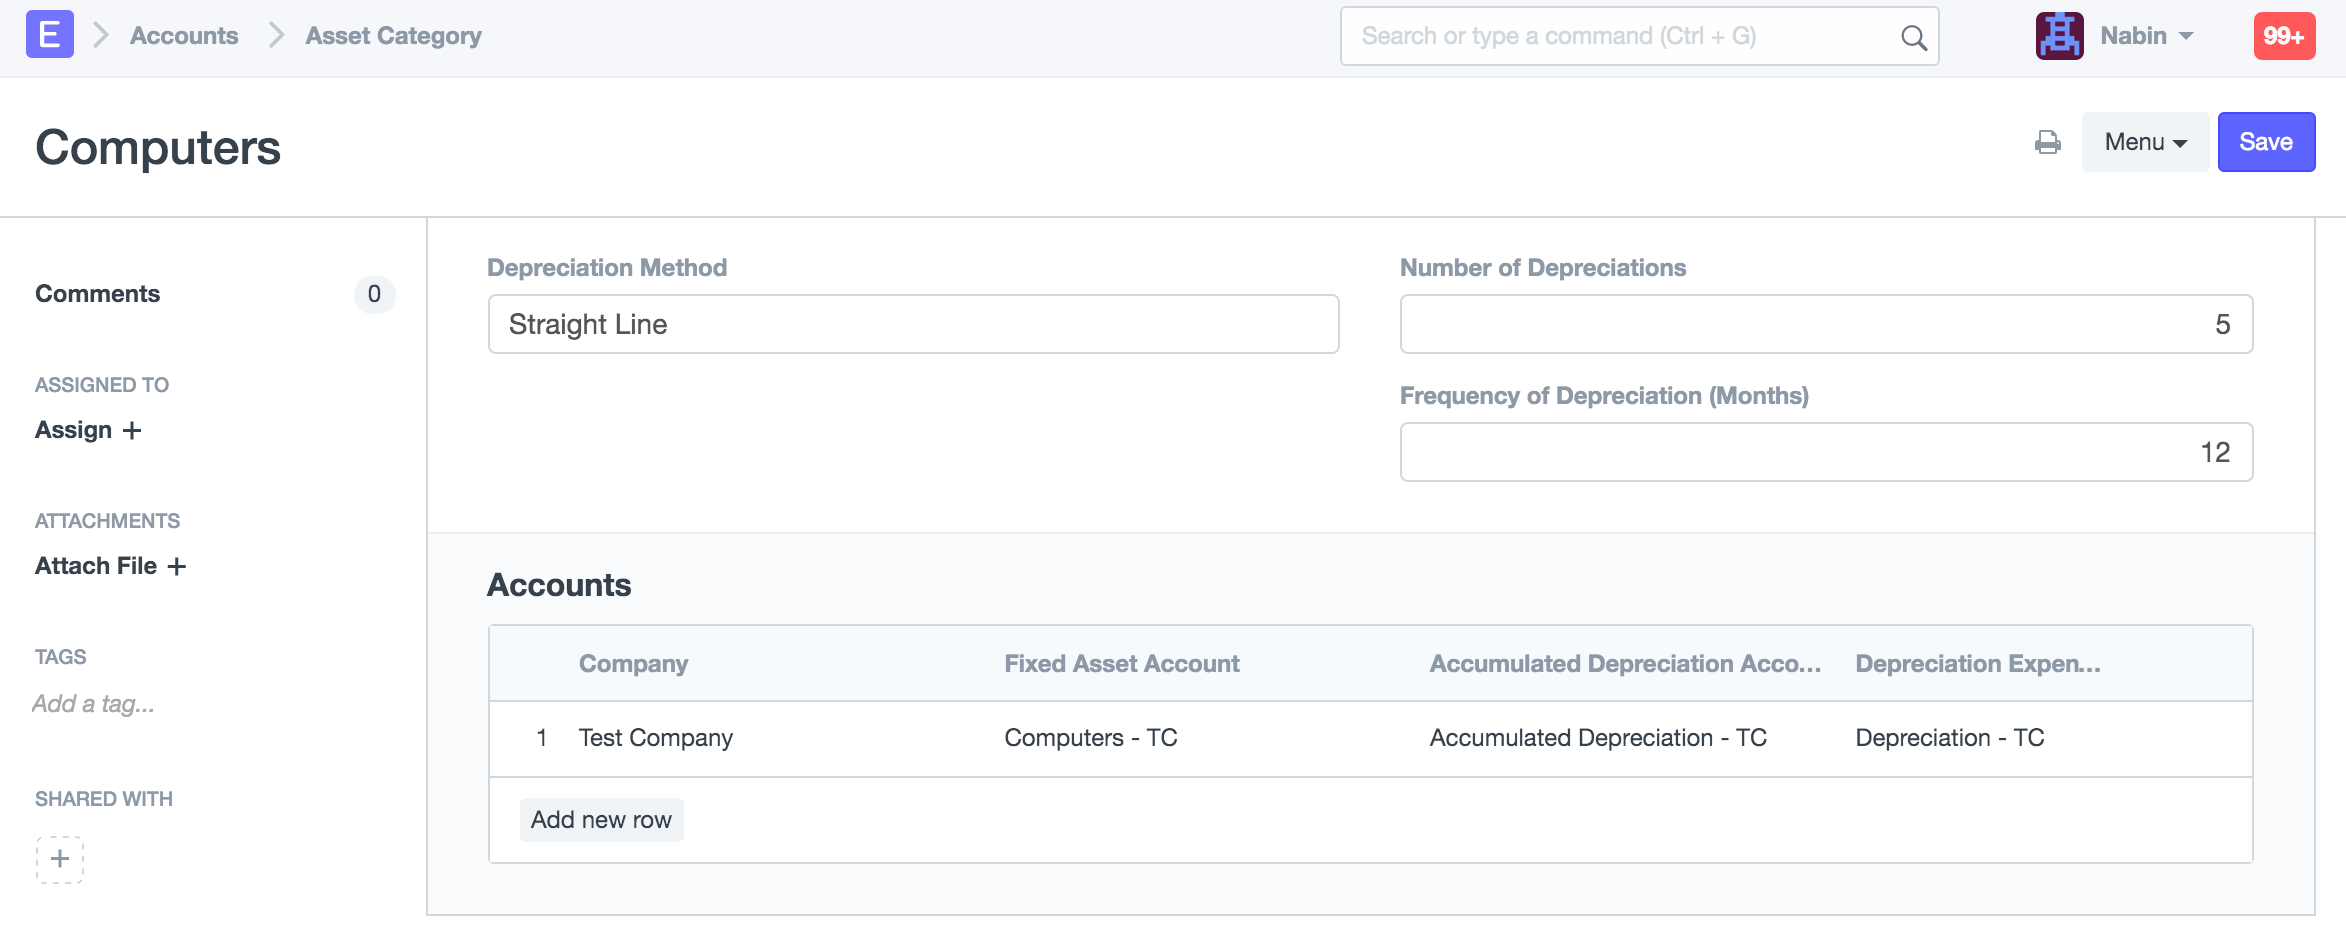 E Accounts Asset Category Search or type a command (Ctrl + G) Nabin 99+
Computers Menu Save
Comments 0
ASSIGNED TO
Assign +
ATTACHMENTS
Attach File +
TAGS
Add a tag...
SHARED WITH
+
Depreciation Method
Straight Line
Number of Depreciations
5
Frequency of Depreciation (Months)
12
Accounts
Company Fixed Asset Account Accumulated Depreciation Acco... Depreciation Expen...
1 Test Company Computers - TC Accumulated Depreciation - TC Depreciation - TC
Add new row